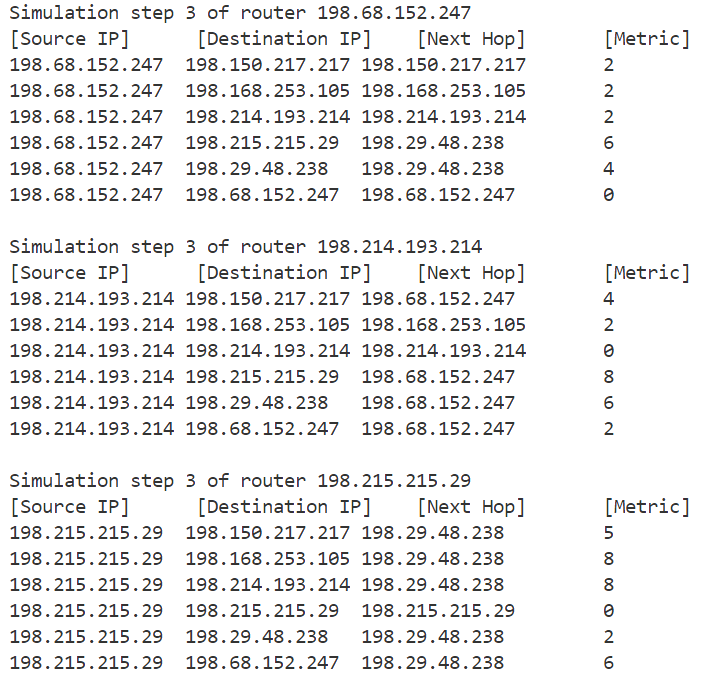 Simulation step 3 of router 198.68.152.247
[Source IP]      [Destination IP]    [Next Hop]       [Metric]
198.68.152.247  198.150.217.217 198.150.217.217       2
198.68.152.247  198.168.253.105 198.168.253.105       2
198.68.152.247  198.214.193.214 198.214.193.214       2
198.68.152.247  198.215.215.29  198.29.48.238         6
198.68.152.247  198.29.48.238   198.29.48.238         4
198.68.152.247  198.68.152.247  198.68.152.247        0

Simulation step 3 of router 198.214.193.214
[Source IP]      [Destination IP]    [Next Hop]       [Metric]
198.214.193.214 198.150.217.217 198.68.152.247        4
198.214.193.214 198.168.253.105 198.168.253.105       2
198.214.193.214 198.214.193.214 198.214.193.214       0
198.214.193.214 198.215.215.29  198.68.152.247        8
198.214.193.214 198.29.48.238   198.68.152.247        6
198.214.193.214 198.68.152.247  198.68.152.247        2

Simulation step 3 of router 198.215.215.29
[Source IP]      [Destination IP]    [Next Hop]       [Metric]
198.215.215.29  198.150.217.217 198.29.48.238         5
198.215.215.29  198.168.253.105 198.29.48.238         8
198.215.215.29  198.214.193.214 198.29.48.238         8
198.215.215.29  198.215.215.29  198.215.215.29        0
198.215.215.29  198.29.48.238   198.29.48.238         2
198.215.215.29  198.68.152.247  198.29.48.238         6